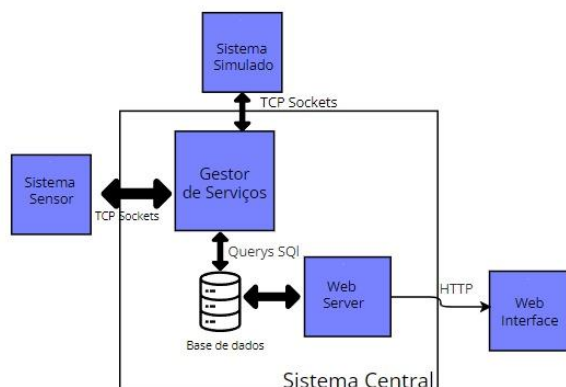 Sistema
Simulado
TCP Sockets
Gestor
de Serviços
Sistema
Sensor
TCP Sockets
Querys SQl
Web
Server
HTTP
Web
Interface
Base de dados
Sistema Central